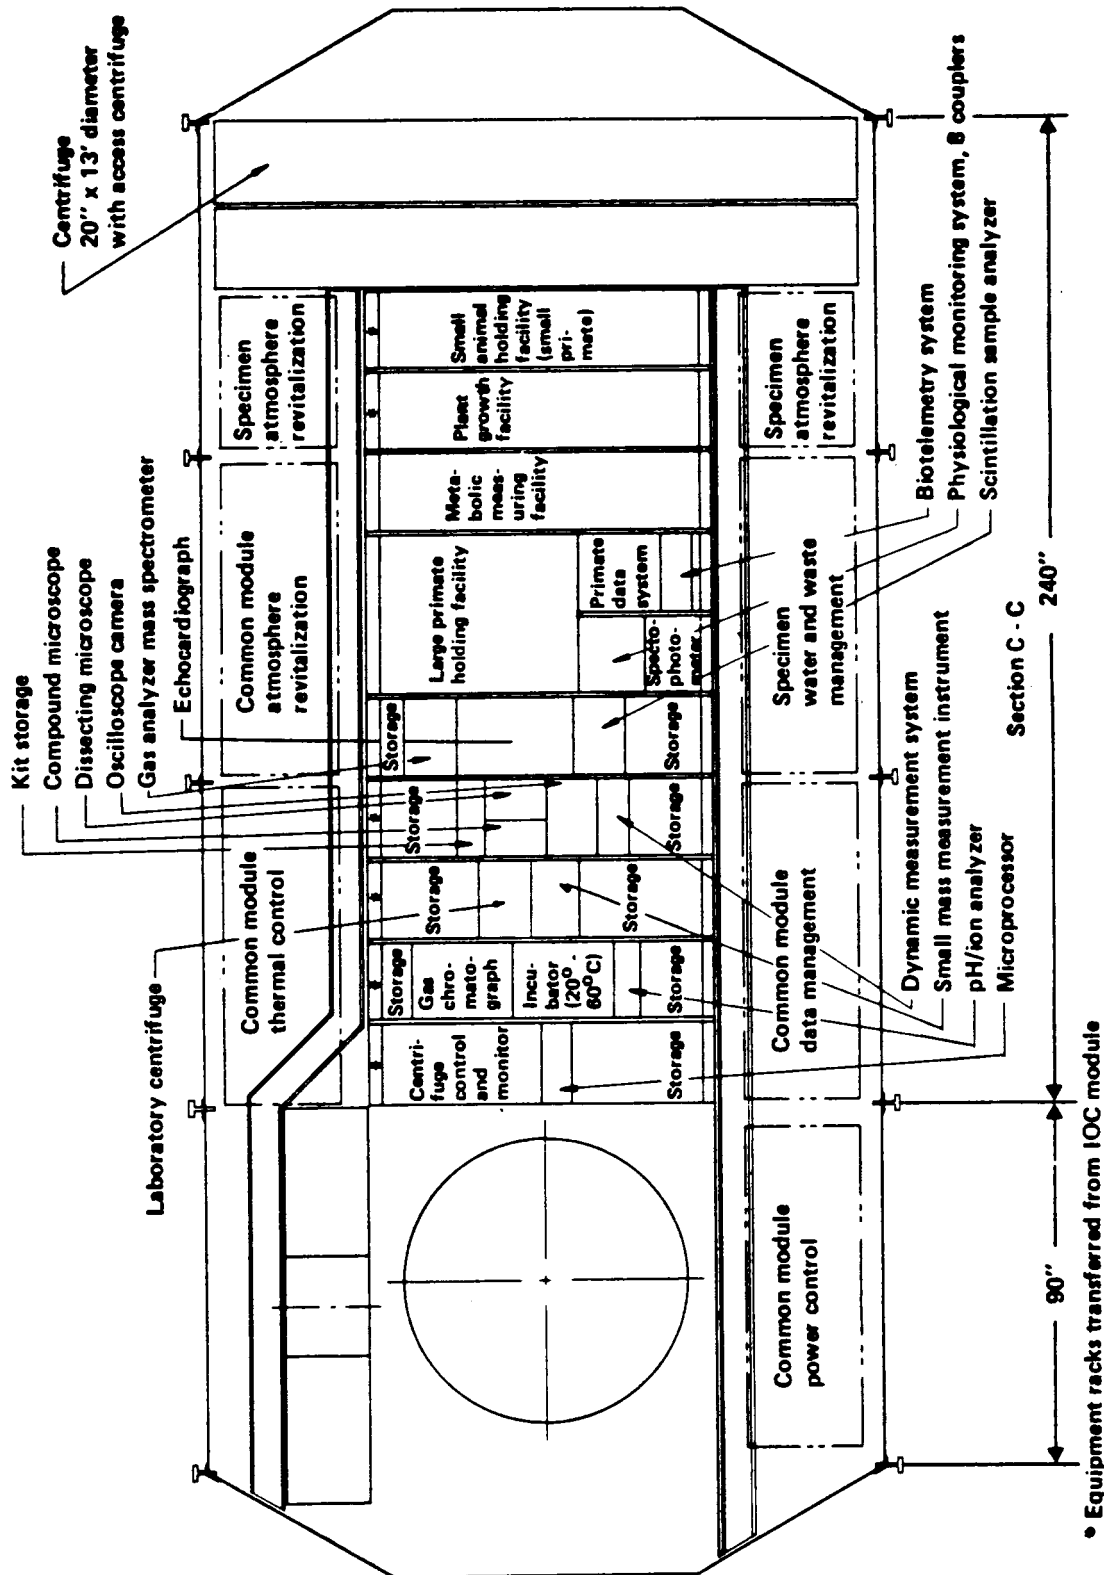 Centrifuge
20" x 13' diameter
with access centrifuge
Kit storage
Compound microscope
Dissecting microscope
Oscilloscope camera
Gas analyzer mass spectrometer
Echocardiograph
Laboratory centrifuge
Common module
thermal control
Common module
atmosphere
revitalization
Specimen
atmosphere
revitalization
Centri-
fuge
control
and
monitor
Storage
Storage
Gas
chro-
mato-
graph
Incu-
bator
(20° -
60°C)
Storage
Storage
Storage
Storage
Storage
Storage
Storage
Large primate
holding facility
Specto-
photo-
meter
Primate
data
system
Meta-
bolic
meas-
uring
facility
Plant
growth
facility
Small
animal
holding
facility
(small
pri-
mate)
Common module
power control
Common module
data management
Specimen
water and waste
management
Specimen
atmosphere
revitalization
Dynamic measurement system
Small mass measurement instrument
pH/ion analyzer
Microprocessor
Biotelemetry system
Physiological monitoring system, 8 couplers
Scintillation sample analyzer
Section C - C
90"
240"
* Equipment racks transferred from IOC module